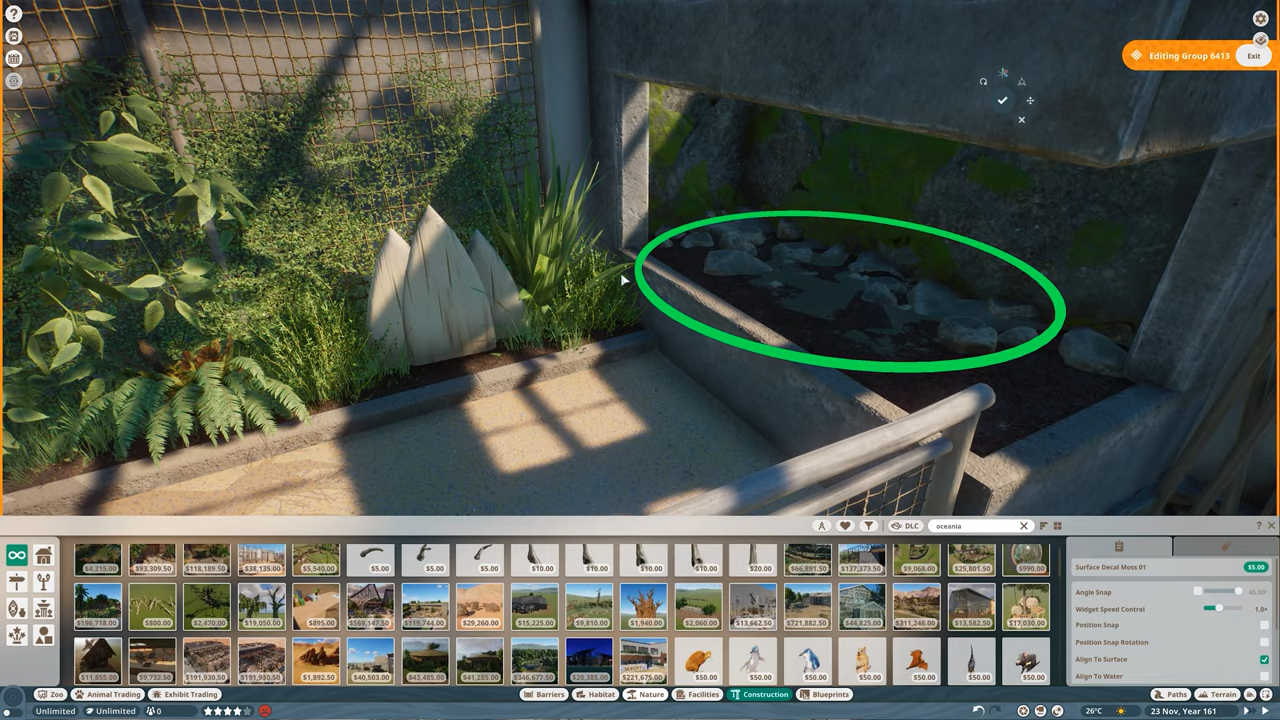 Editing Group 6413
Exit
DLC
oceania
$4,215.00
$93,309.50
$118,189.50
$38,135.00
$5,540.00
$5.00
$5.00
$5.00
$10.00
$10.00
$10.00
$10.00
$20.00
$66,891.50
$137,373.50
$9,068.00
$25,801.50
$990.00
$196,718.00
$800.00
$2,470.00
$19,050.00
$895.00
$569,147.50
$119,744.00
$29,260.00
$15,225.00
$9,810.00
$1,940.00
$2,060.00
$13,662.50
$721,882.50
$44,825.00
$311,246.00
$13,582.50
$17,030.00
$11,855.00
$9,732.50
$191,930.50
$191,930.50
$1,892.50
$40,503.00
$43,485.00
$41,285.00
$346,677.50
$20,385.00
$221,675.00
$50.00
$50.00
$50.00
$50.00
$50.00
$50.00
$50.00
Surface Decal Moss 01
$5.00
Angle Snap
45.00°
Widget Speed Control
1.0×
Position Snap
Position Snap Rotation
Align To Surface
Align To Water
Zoo
Animal Trading
Exhibit Trading
Barriers
Habitat
Nature
Facilities
Construction
Blueprints
Paths
Terrain
Unlimited
Unlimited
0
26°C
23 Nov, Year 161